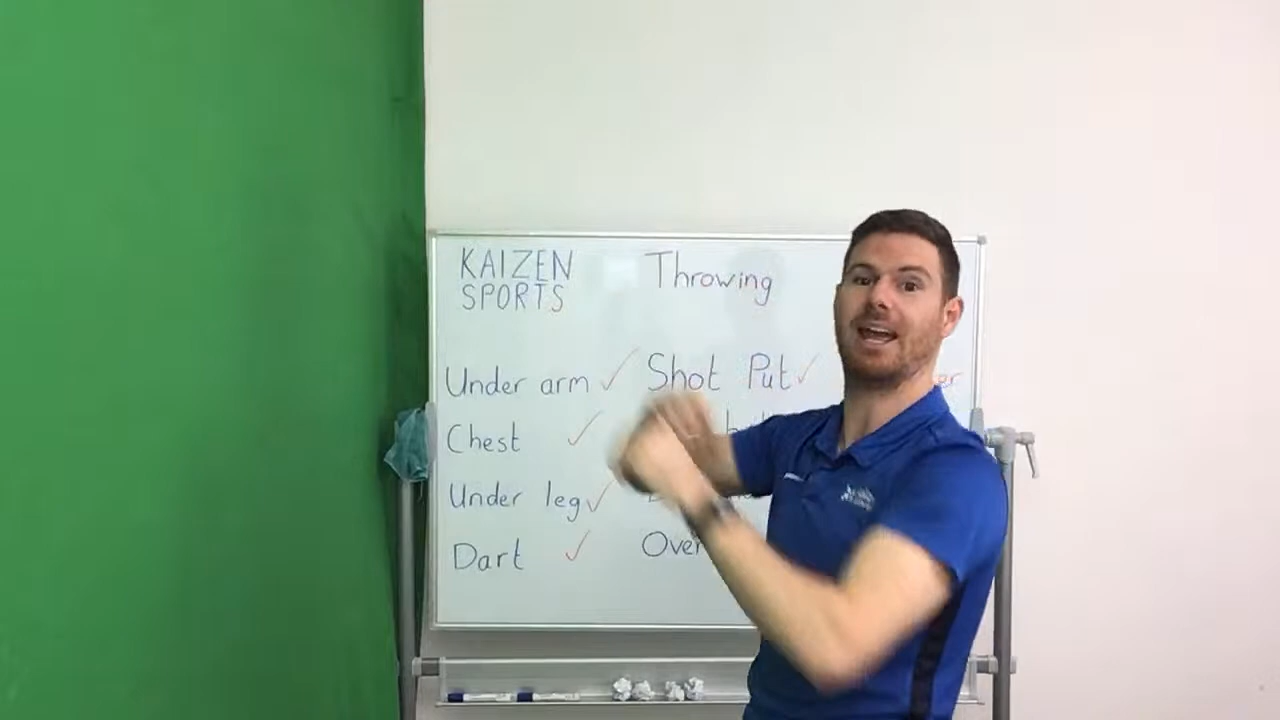 KAIZEN
SPORTS
Throwing
Under arm ✓
Chest ✓
Under leg ✓
Dart ✓
Shot Put ✓
Over